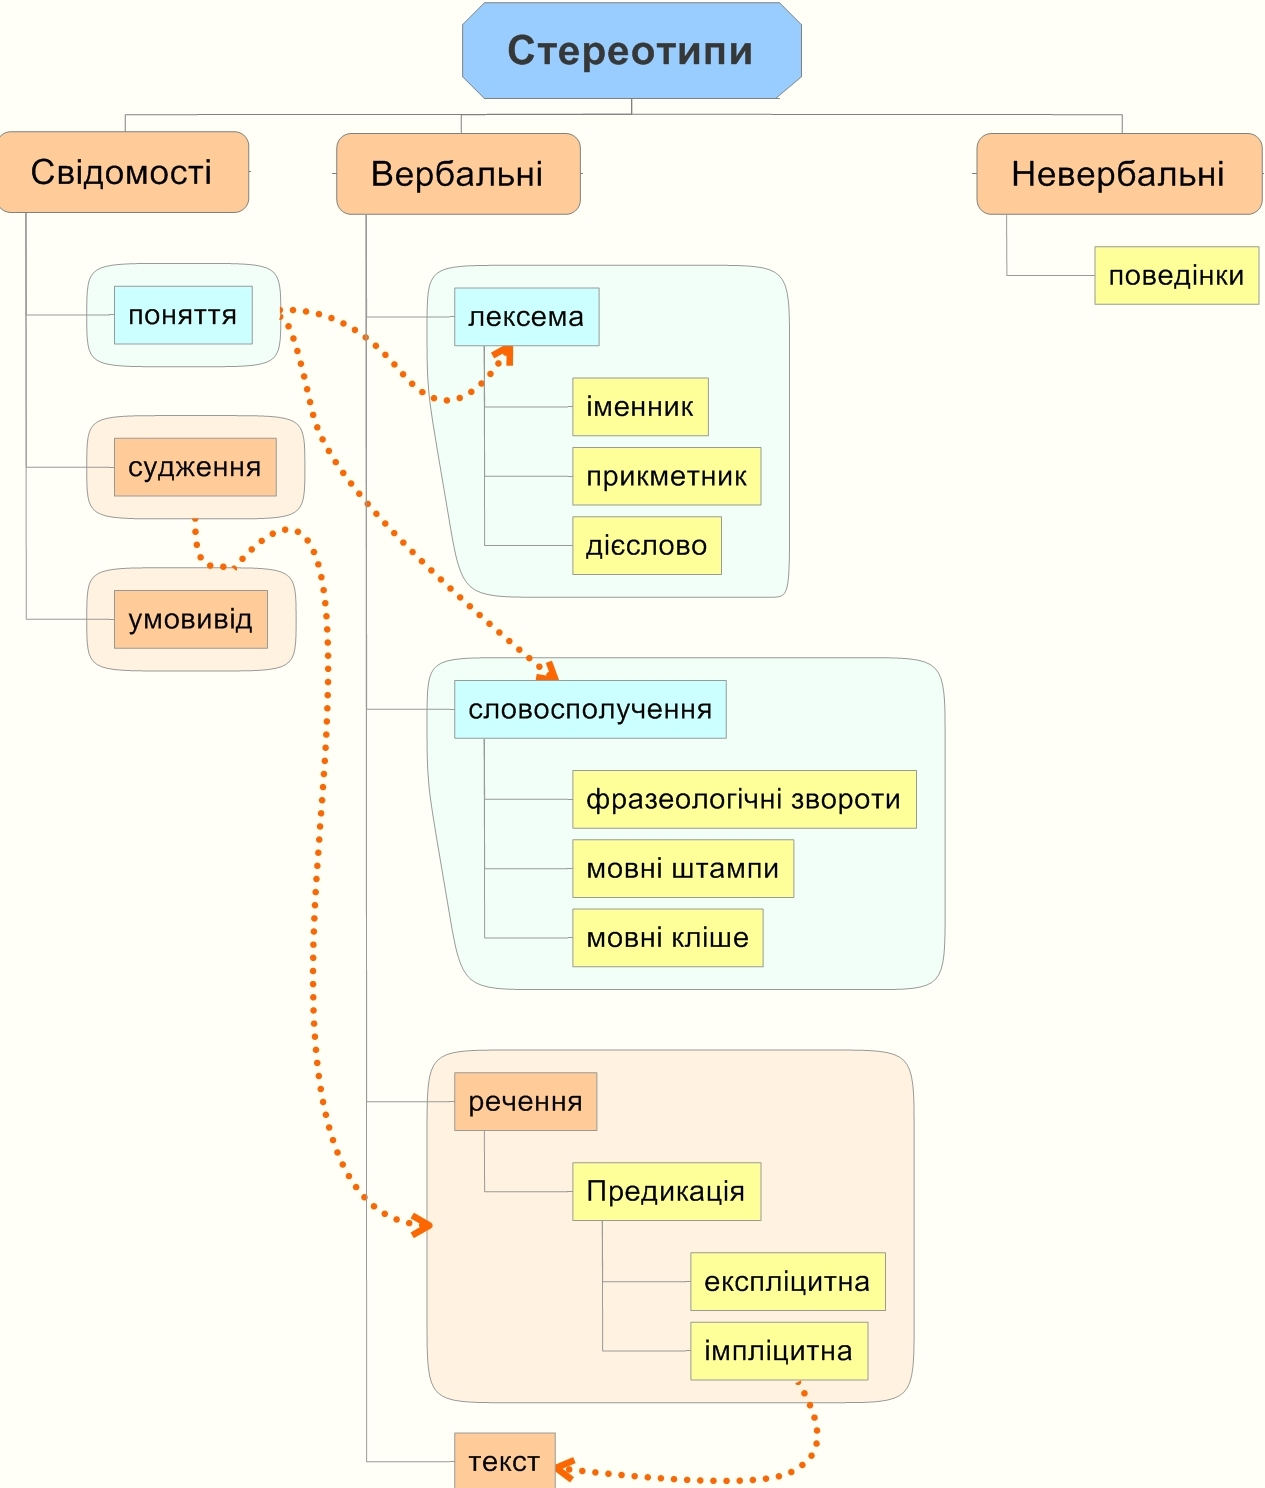 Стереотипи
Свідомості
поняття
судження
умовивід
Вербальні
лексема
іменник
прикметник
дієслово
словосполучення
фразеологічні звороти
мовні штампи
мовні кліше
речення
Предикація
експліцитна
імпліцитна
текст
Невербальні
поведінки